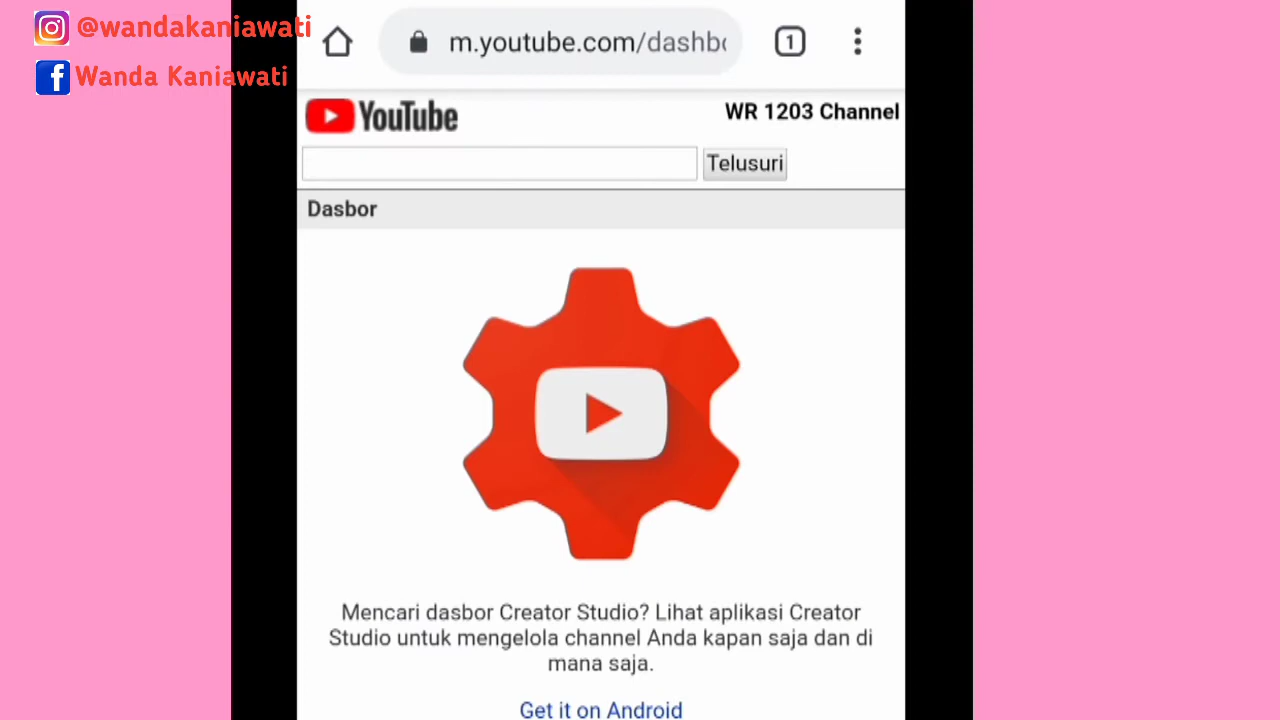 @wandakaniawati
Wanda Kaniawati
m.youtube.com/dashbo
1
YouTube
WR 1203 Channel
Telusuri
Dasbor
Mencari dasbor Creator Studio? Lihat aplikasi Creator
Studio untuk mengelola channel Anda kapan saja dan di
mana saja.
Get it on Android